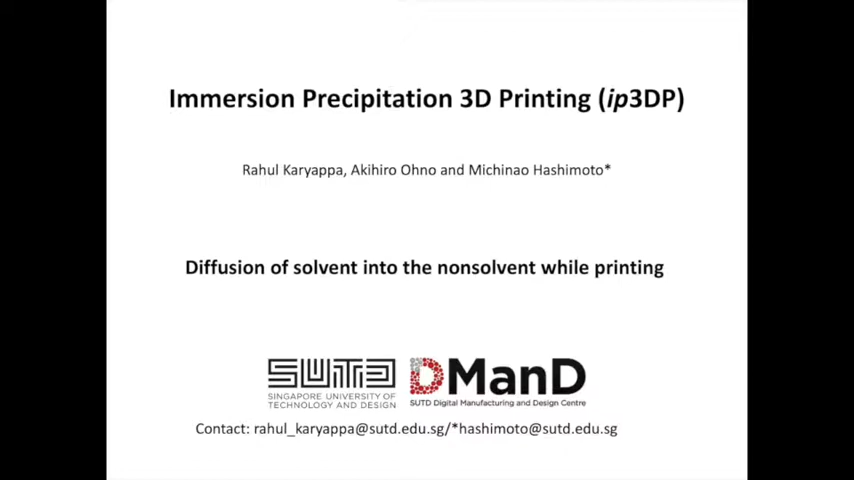 Immersion Precipitation 3D Printing (ip3DP)
Rahul Karyappa, Akihiro Ohno and Michinao Hashimoto*
Diffusion of solvent into the nonsolvent while printing
SUTD
SINGAPORE UNIVERSITY OF
TECHNOLOGY AND DESIGN
DManD
SUTD Digital Manufacturing and Design Centre
Contact: rahul_karyappa@sutd.edu.sg/*hashimoto@sutd.edu.sg